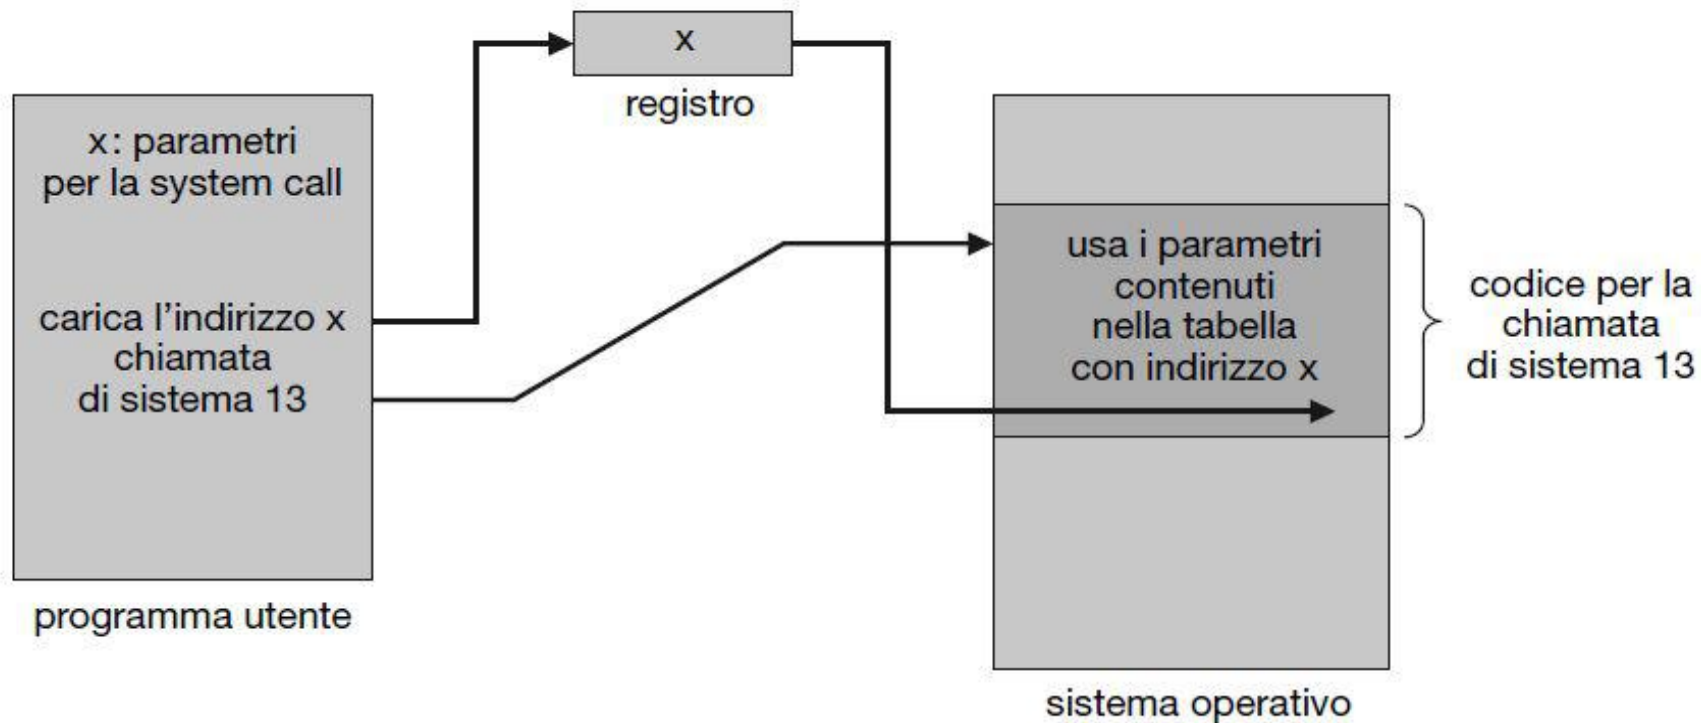 x
registro
x: parametri
per la system call
carica l'indirizzo x
chiamata
di sistema 13
programma utente
usa i parametri
contenuti
nella tabella
con indirizzo x
codice per la
chiamata
di sistema 13
sistema operativo